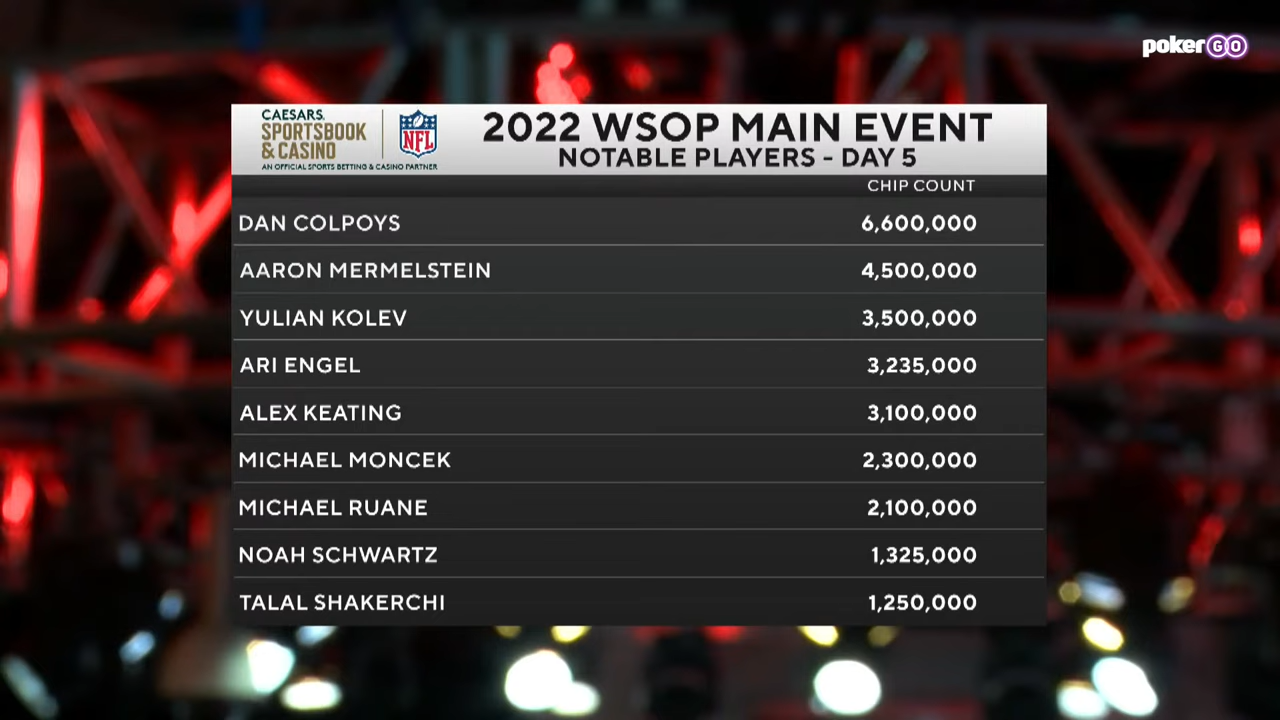 pokerGO
CAESARS
SPORTSBOOK
& CASINO
AN OFFICIAL SPORTS BETTING & CASINO PARTNER
NFL
2022 WSOP MAIN EVENT
NOTABLE PLAYERS - DAY 5
CHIP COUNT
DAN COLPOYS 6,600,000
AARON MERMELSTEIN 4,500,000
YULIAN KOLEV 3,500,000
ARI ENGEL 3,235,000
ALEX KEATING 3,100,000
MICHAEL MONCEK 2,300,000
MICHAEL RUANE 2,100,000
NOAH SCHWARTZ 1,325,000
TALAL SHAKERCHI 1,250,000